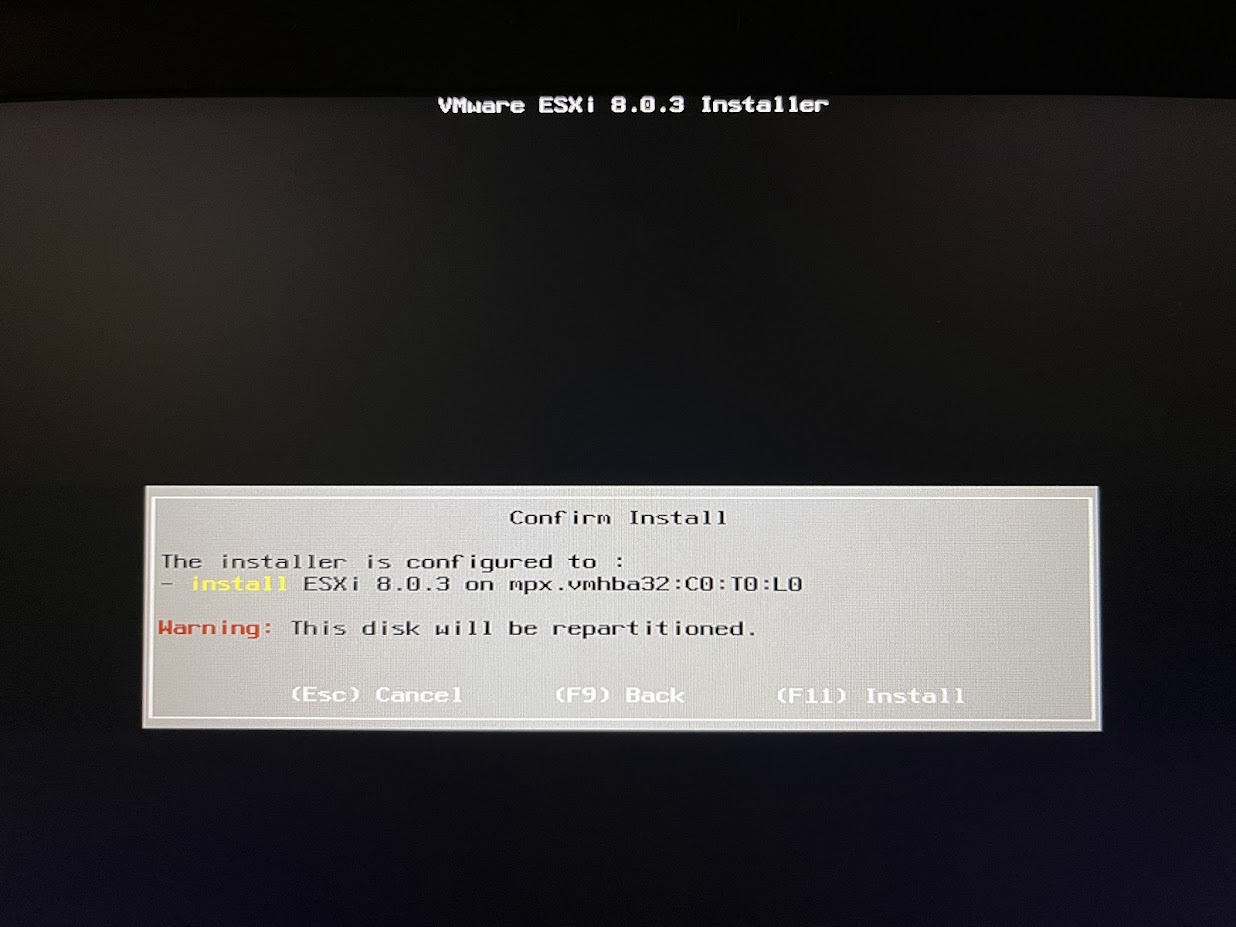 VMware ESXi 8.0.3 Installer
Confirm Install
The installer is configured to :
- install ESXi 8.0.3 on mpx.vmhba32:C0:T0:L0
Warning: This disk will be repartitioned.
(Esc) Cancel (F9) Back (F11) Install